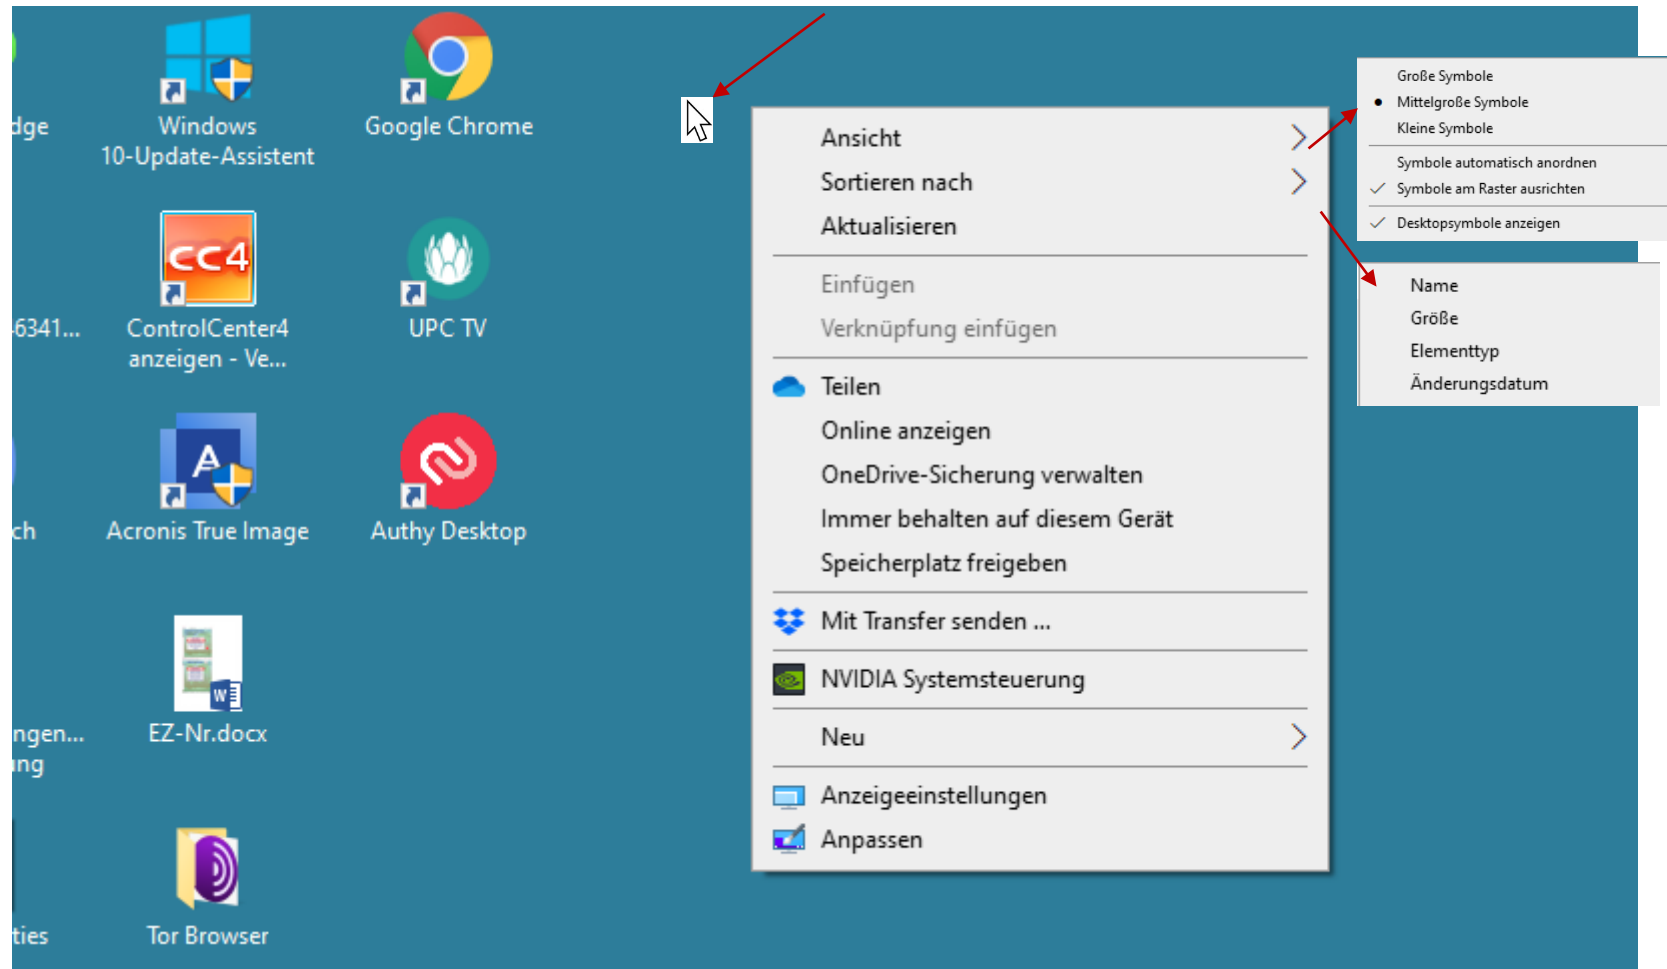 dge
Windows
10-Update-Assistent
Google Chrome
6341...
cc4
ControlCenter4
anzeigen - Ve...
UPC TV
ch
A
Acronis True Image
Authy Desktop
ngen...
ung
W
EZ-Nr.docx
ties
Tor Browser
Ansicht
Sortieren nach
Aktualisieren
Einfügen
Verknüpfung einfügen
Teilen
Online anzeigen
OneDrive-Sicherung verwalten
Immer behalten auf diesem Gerät
Speicherplatz freigeben
Mit Transfer senden ...
NVIDIA Systemsteuerung
Neu
Anzeigeeinstellungen
Anpassen
Große Symbole
Mittelgroße Symbole
Kleine Symbole
Symbole automatisch anordnen
Symbole am Raster ausrichten
Desktopsymbole anzeigen
Name
Größe
Elementtyp
Änderungsdatum